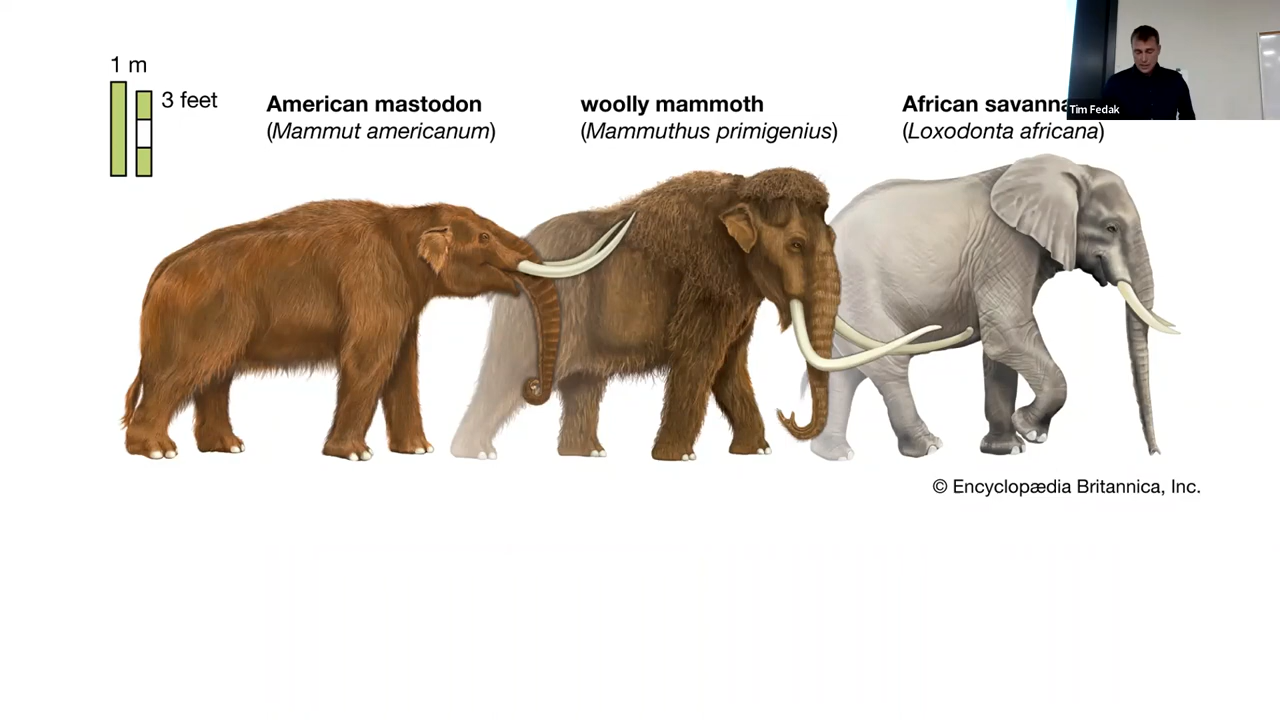 1 m
3 feet
American mastodon
(Mammut americanum)
woolly mammoth
(Mammuthus primigenius)
African savanna
(Loxodonta africana)
Tim Fedak
© Encyclopædia Britannica, Inc.